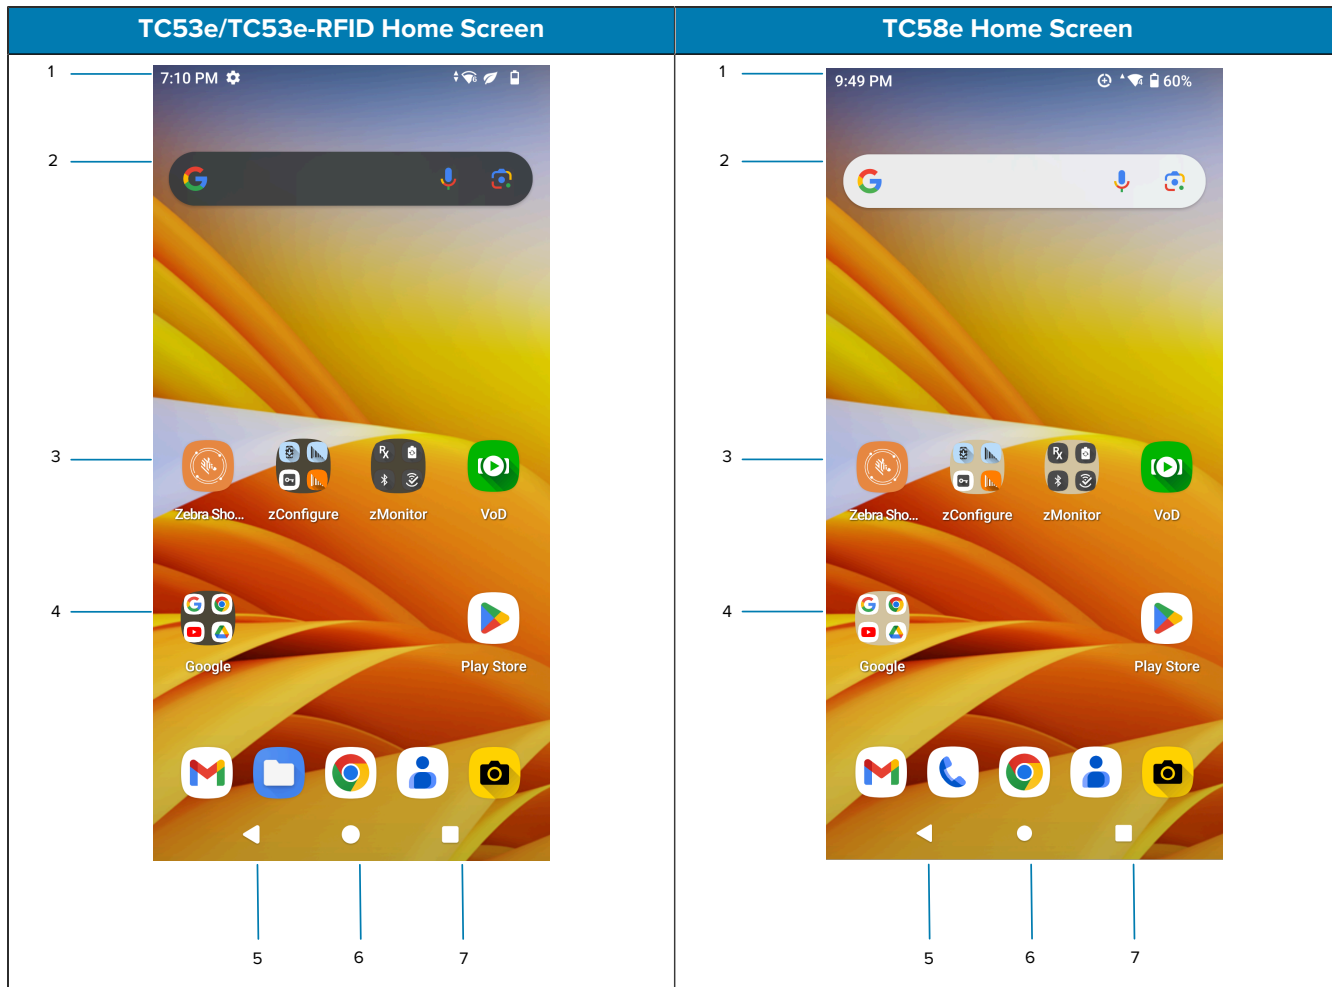 TC53e/TC53e-RFID Home Screen
TC58e Home Screen
1
7:10 PM
6
2
3
Zebra Sho...
zConfigure
zMonitor
VoD
4
Google
Play Store
5
6
7
1
9:49 PM
4
60%
2
3
Zebra Sho...
zConfigure
zMonitor
VoD
4
Google
Play Store
5
6
7